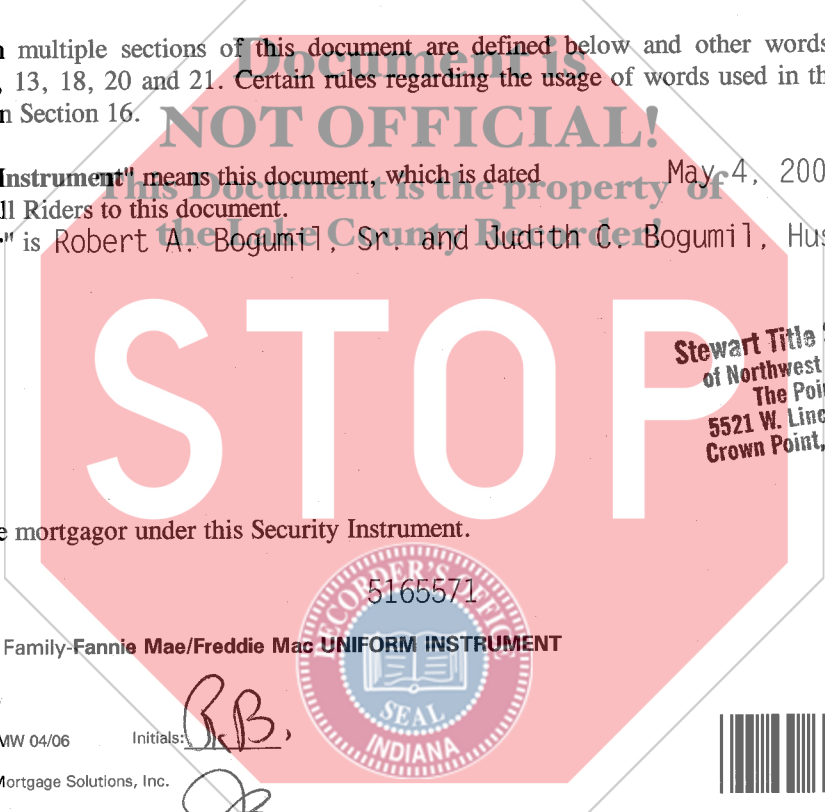 multiple sections of this document are defined below and other words
, 13, 18, 20 and 21. Certain rules regarding the usage of words used in
n Section 16.
Document is
NOT OFFICIAL!
This Document is the property of
the Lake County Recorder!
Instrument" means this document, which is dated May 4, 200
ll Riders to this document.
" is Robert A. Bogumil, Sr. and Judith C. Bogumil,
STOP
Stewart Title
of Northwest
The
5521 W.
Crown Point,
e mortgagor under this Security Instrument.
5165571
RECORDER'S OFFICE
Family-Fannie Mae/Freddie Mac UNIFORM INSTRUMENT
SEAL
INDIANA
MW 04/06 Initials: RB.
Mortgage Solutions, Inc.